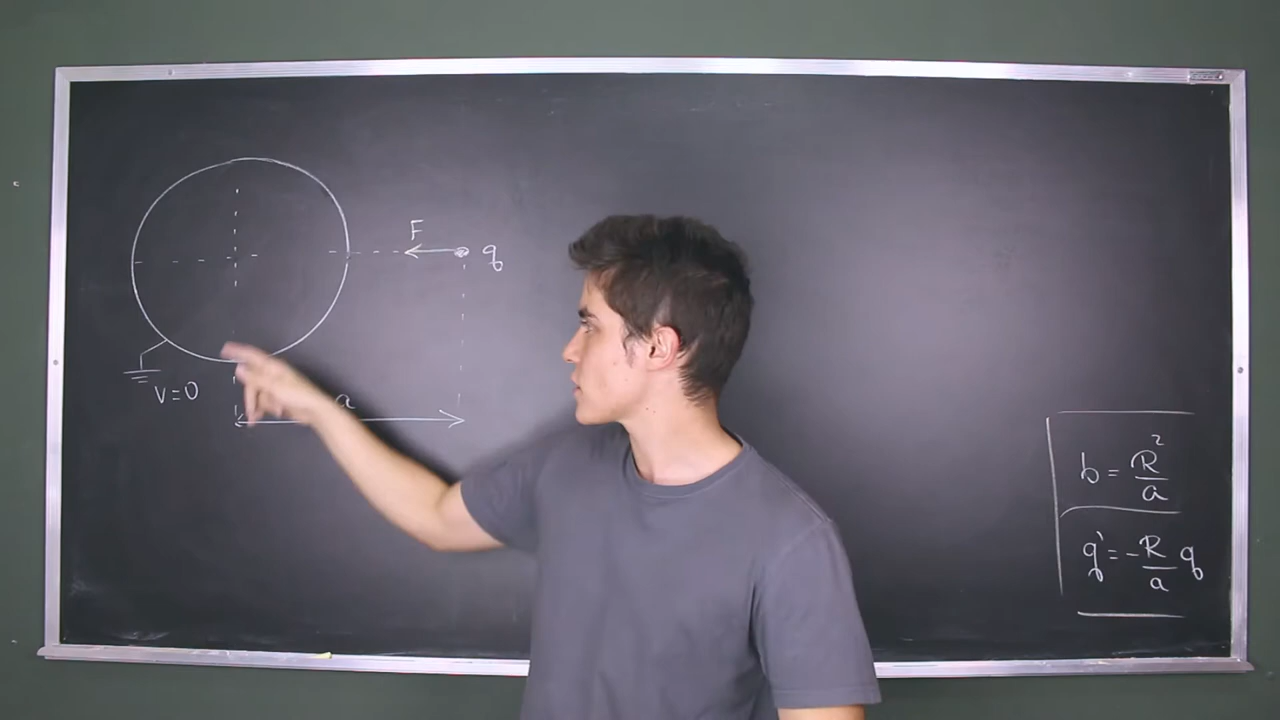 F
q
V=0
a
b = R²/a
q' = -R/a q